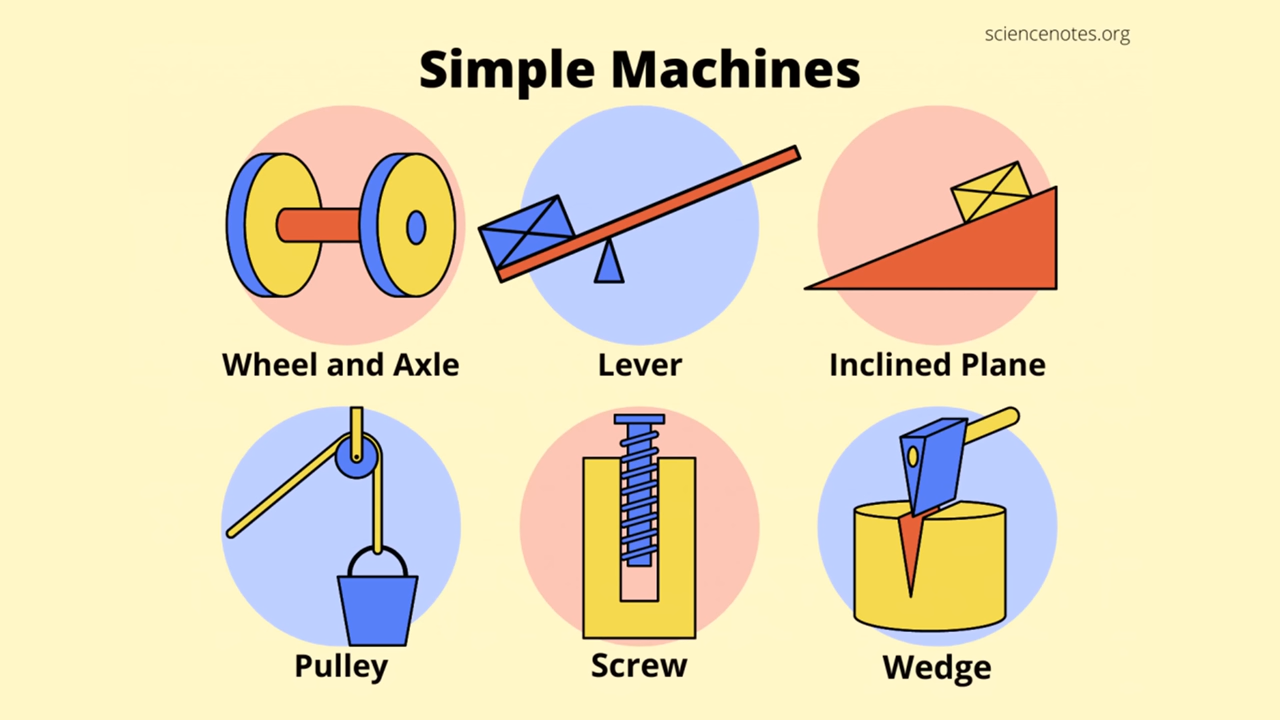 sciencenotes.org
Simple Machines
Wheel and Axle
Lever
Inclined Plane
Pulley
Screw
Wedge